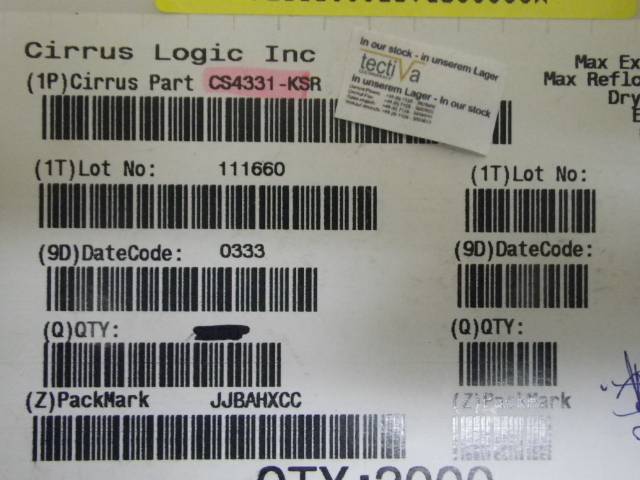 Cirrus Logic Inc
(1P)Cirrus Part CS4331-KSR
In our stock - in unserem Lager
tectiVa
in unserem Lager - In our stock
Max Ex
Max Reflo
Dry
(1T)Lot No: 111660
(1T)Lot No:
(9D)DateCode: 0333
(9D)DateCode:
(Q)QTY:
(Q)QTY:
(Z)PackMark JJBAHXCC
(Z)PackMark
QTY:2000